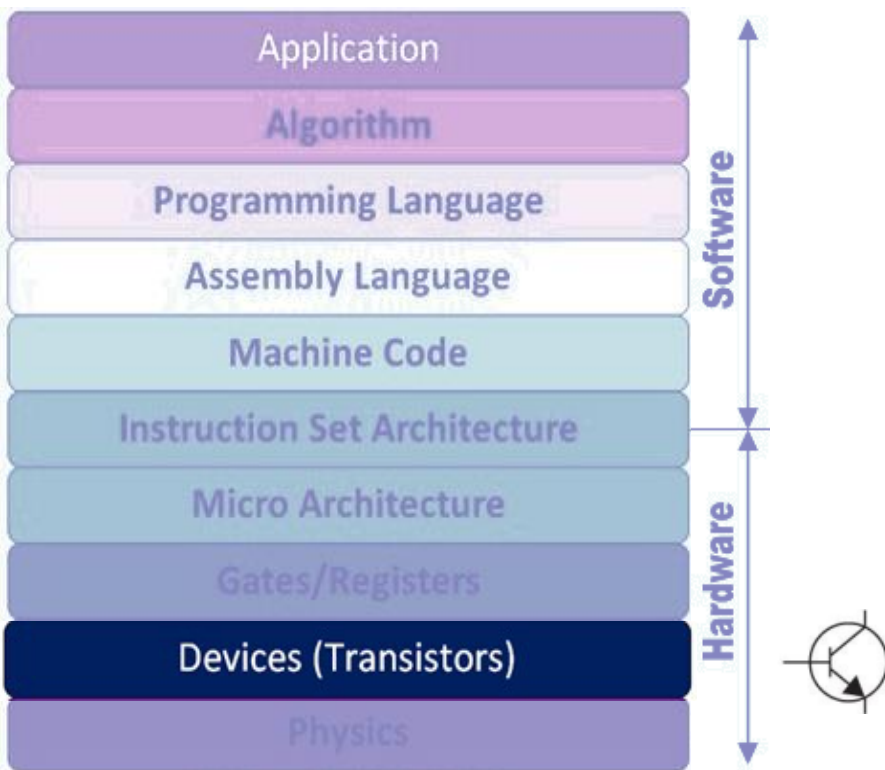 Application
Algorithm
Programming Language
Assembly Language
Machine Code
Instruction Set Architecture
Micro Architecture
Gates/Registers
Devices (Transistors)
Physics
Software
Hardware